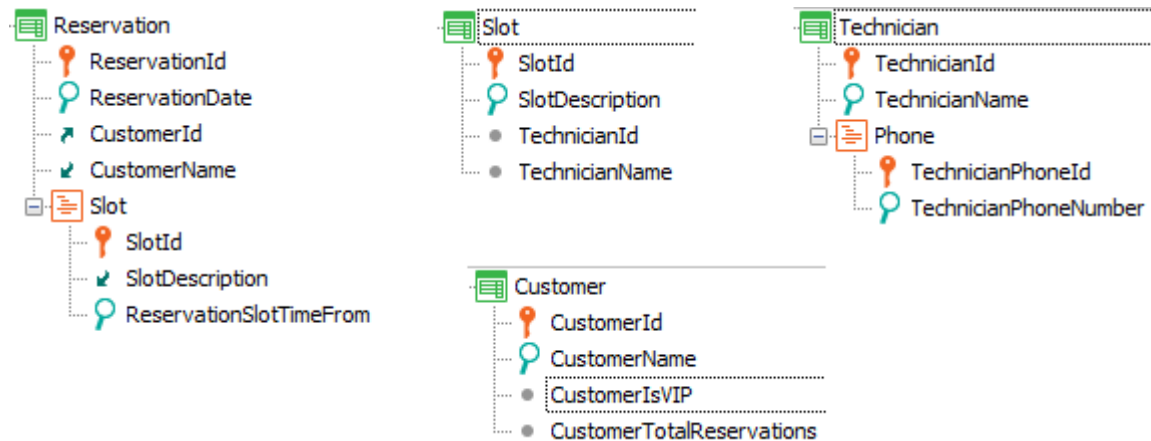 Reservation
ReservationId
ReservationDate
CustomerId
CustomerName
Slot
SlotId
SlotDescription
ReservationSlotTimeFrom
Slot
SlotId
SlotDescription
TechnicianId
TechnicianName
Technician
TechnicianId
TechnicianName
Phone
TechnicianPhoneId
TechnicianPhoneNumber
Customer
CustomerId
CustomerName
CustomerIsVIP
CustomerTotalReservations